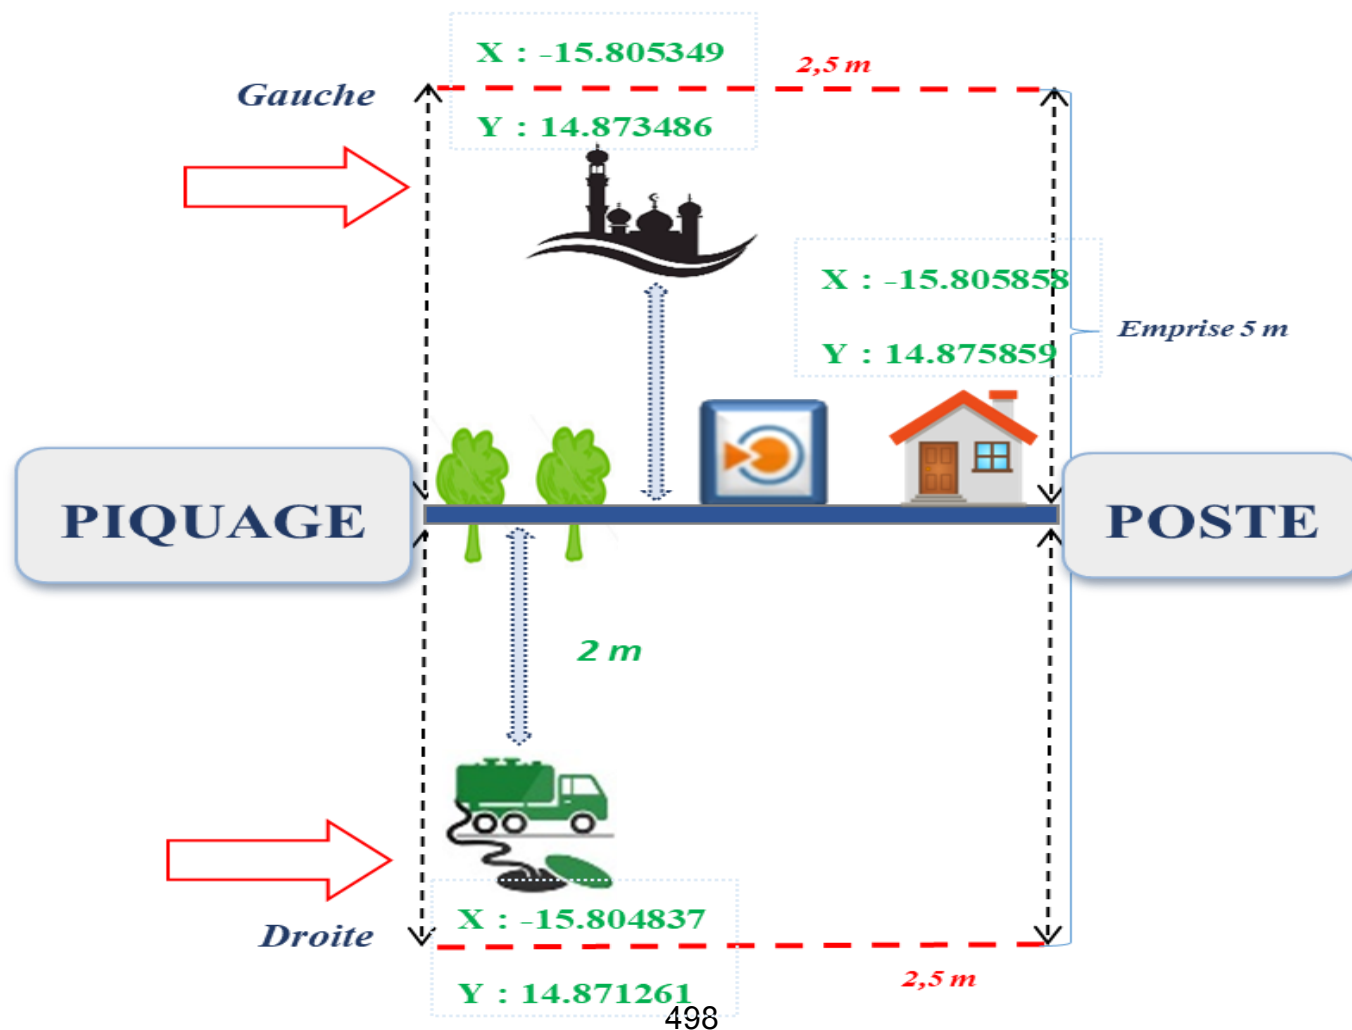 X : -15.805349
2,5 m
Gauche
Y : 14.873486
X : -15.805858
Emprise 5 m
Y : 14.875859
PIQUAGE
POSTE
2 m
X : -15.804837
Droite
2,5 m
Y : 14.871261
498